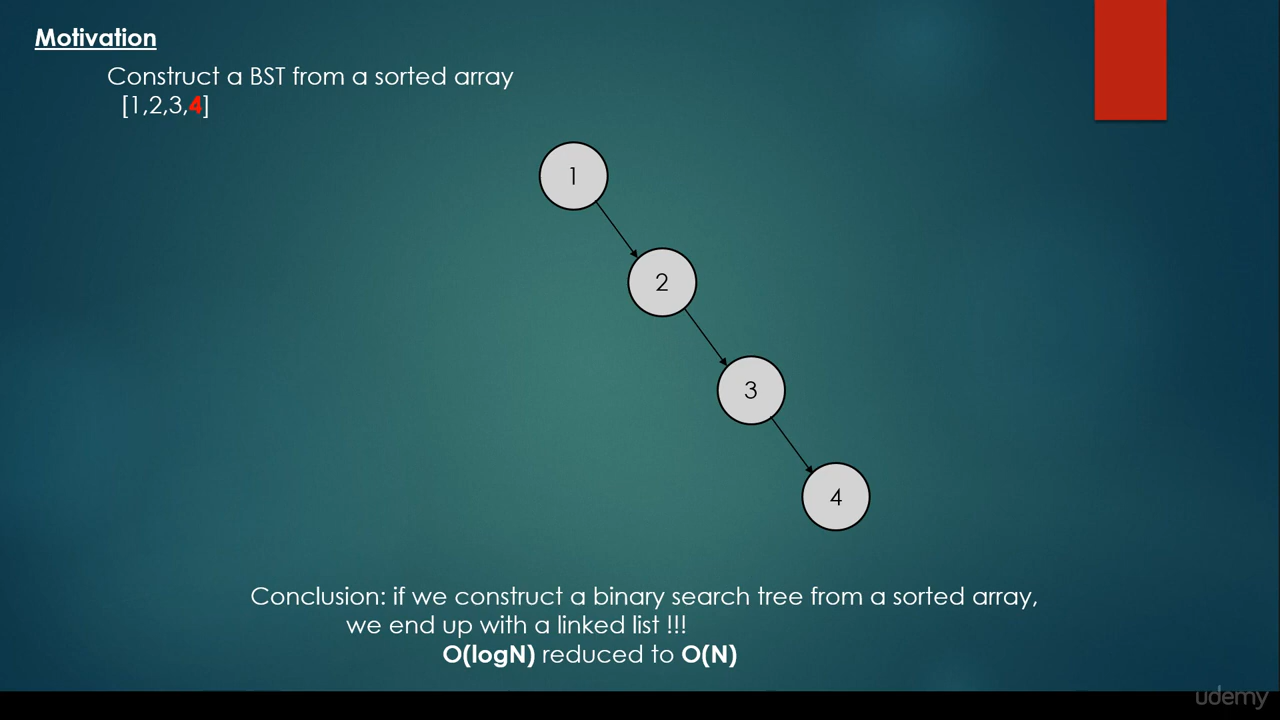 Motivation
Construct a BST from a sorted array
[1,2,3,4]
1
2
3
4
Conclusion: if we construct a binary search tree from a sorted array,
we end up with a linked list !!!
O(logN) reduced to O(N)
udemy